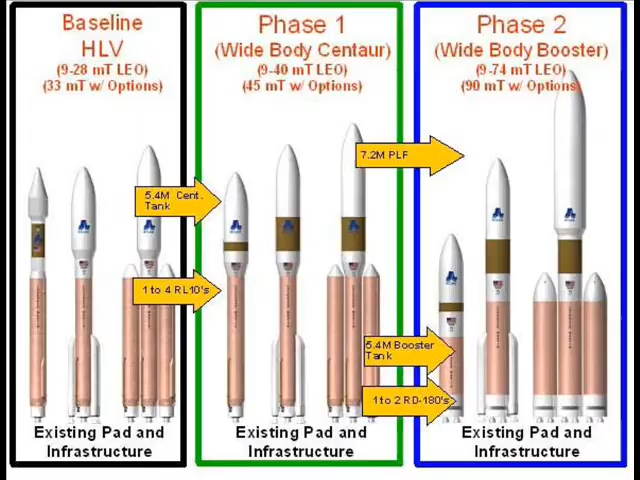 Baseline
HLV
(9-28 mT LEO)
(33 mT w/ Options)
Phase 1
(Wide Body Centaur)
(9-40 mT LEO)
(45 mT w/ Options)
Phase 2
(Wide Body Booster)
(9-74 mT LEO)
(90 mT w/ Options)
7.2M PLF
5.4M Cent.
Tank
1 to 4 RL10's
5.4M Booster
Tank
1 to 2 RD-180's
Existing Pad and
Infrastructure
Existing Pad and
Infrastructure
Existing Pad and
Infrastructure